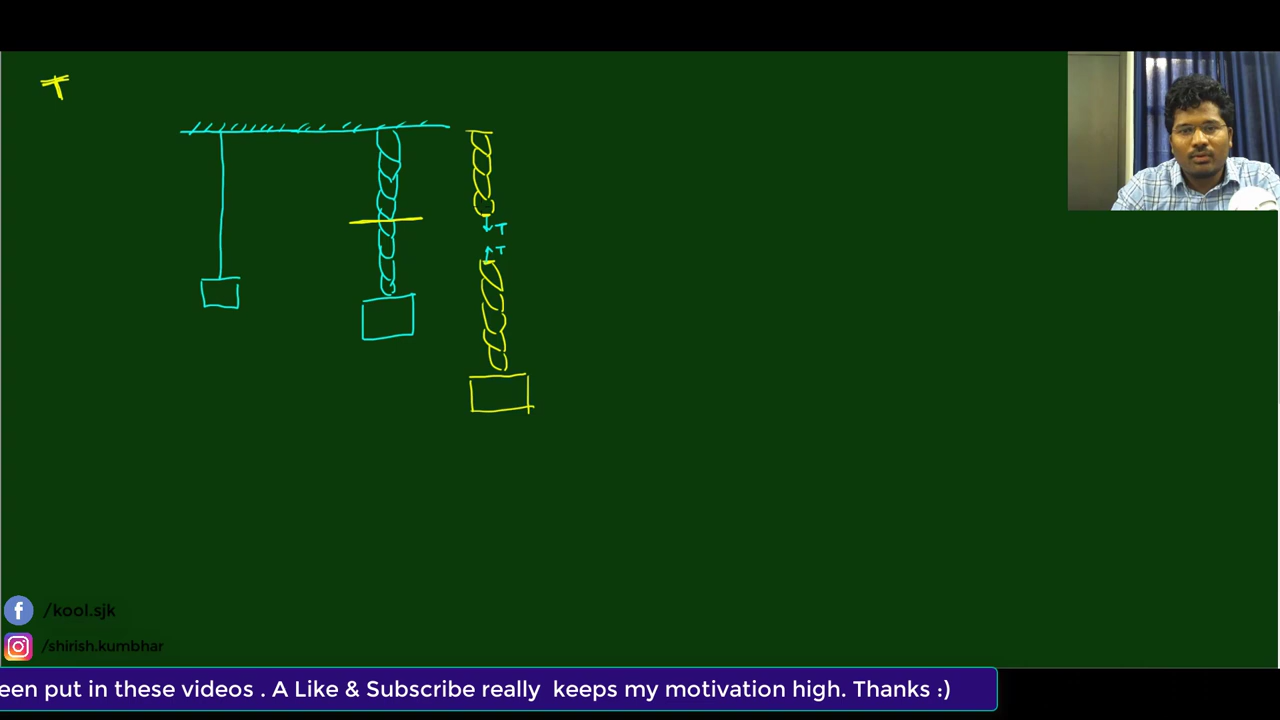 T
T
T
/kool.sjk
/shirish.kumbhar
een put in these videos . A Like & Subscribe really keeps my motivation high. Thanks :)